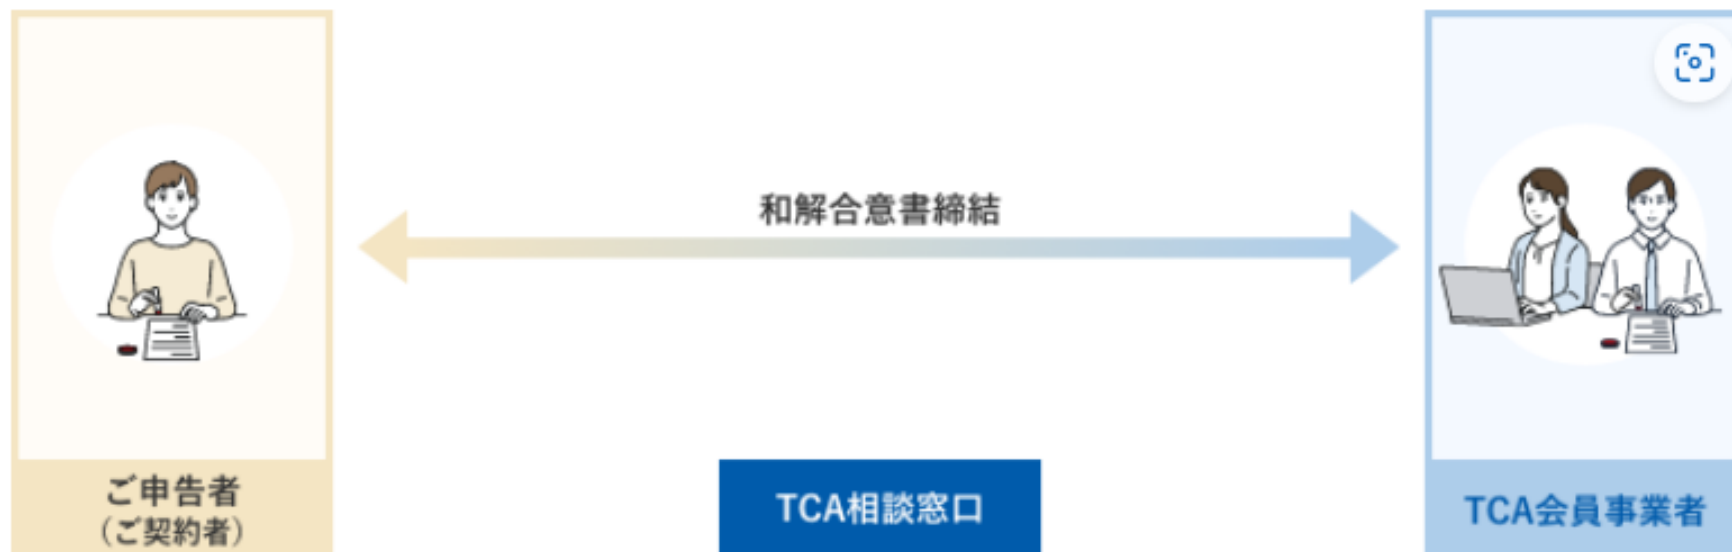 和解合意書締結
ご申告者
（ご契約者）
TCA相談窓口
TCA会員事業者